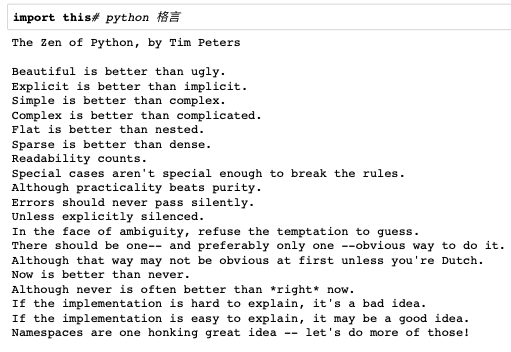 import this# python 格言
The Zen of Python, by Tim Peters
Beautiful is better than ugly.
Explicit is better than implicit.
Simple is better than complex.
Complex is better than complicated.
Flat is better than nested.
Sparse is better than dense.
Readability counts.
Special cases aren't special enough to break the rules.
Although practicality beats purity.
Errors should never pass silently.
Unless explicitly silenced.
In the face of ambiguity, refuse the temptation to guess.
There should be one-- and preferably only one --obvious way to do it.
Although that way may not be obvious at first unless you're Dutch.
Now is better than never.
Although never is often better than *right* now.
If the implementation is hard to explain, it's a bad idea.
If the implementation is easy to explain, it may be a good idea.
Namespaces are one honking great idea -- let's do more of those!